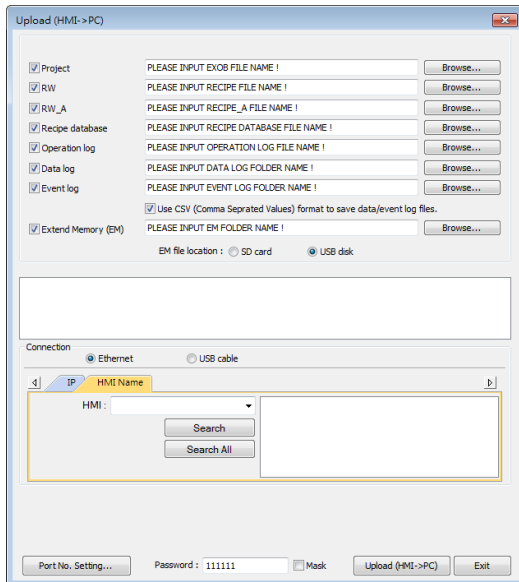 Upload (HMI->PC)
Project PLEASE INPUT EXOB FILE NAME ! Browse...
RW PLEASE INPUT RECIPE FILE NAME ! Browse...
RW_A PLEASE INPUT RECIPE_A FILE NAME ! Browse...
Recipe database PLEASE INPUT RECIPE DATABASE FILE NAME ! Browse...
Operation log PLEASE INPUT OPERATION LOG FILE NAME ! Browse...
Data log PLEASE INPUT DATA LOG FOLDER NAME ! Browse...
Event log PLEASE INPUT EVENT LOG FOLDER NAME ! Browse...
Use CSV (Comma Seprated Values) format to save data/event log files.
Extend Memory (EM) PLEASE INPUT EM FOLDER NAME ! Browse...
EM file location : SD card USB disk
Connection
Ethernet USB cable
IP HMI Name
HMI :
Search
Search All
Port No. Setting... Password : 111111 Mask Upload (HMI->PC) Exit